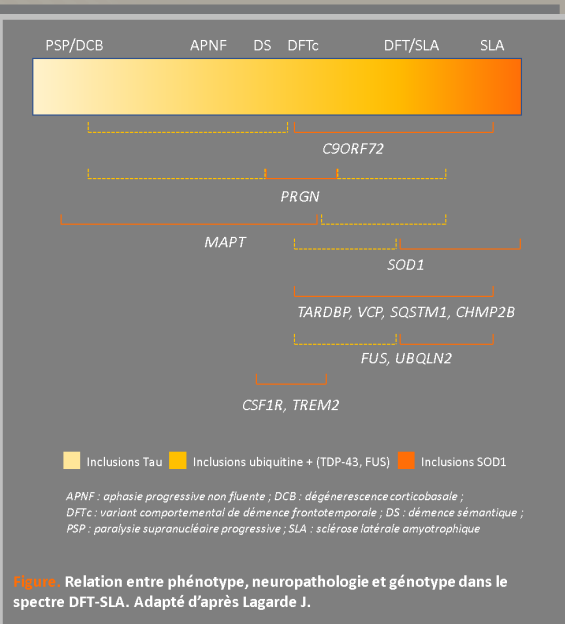 PSP/DCB APNF DS DFTc DFT/SLA SLA
C9ORF72
PRGN
MAPT
SOD1
TARDBP, VCP, SQSTM1, CHMP2B
FUS, UBQLN2
CSF1R, TREM2
Inclusions Tau Inclusions ubiquitine + (TDP-43, FUS) Inclusions SOD1
APNF : aphasie progressive non fluente ; DCB : dégénerescence corticobasale ;
DFTc : variant comportemental de démence frontotemporale ; DS : démence sémantique ;
PSP : paralysie supranucléaire progressive ; SLA : sclérose latérale amyotrophique
Figure. Relation entre phénotype, neuropathologie et génotype dans le
spectre DFT-SLA. Adapté d’après Lagarde J.